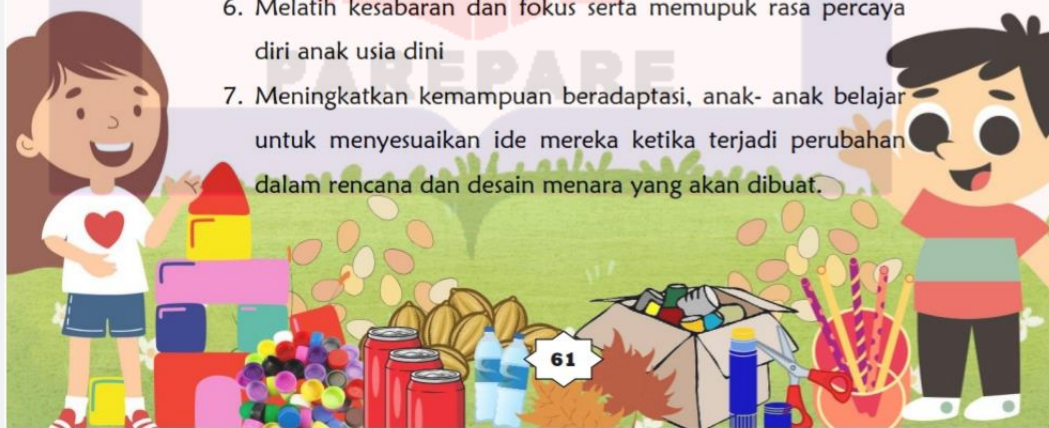 6. Melatih kesabaran dan fokus serta memupuk rasa percaya
diri anak usia dini
PAREPARE
7. Meningkatkan kemampuan beradaptasi, anak- anak belajar
untuk menyesuaikan ide mereka ketika terjadi perubahan
dalam rencana dan desain menara yang akan dibuat.
61